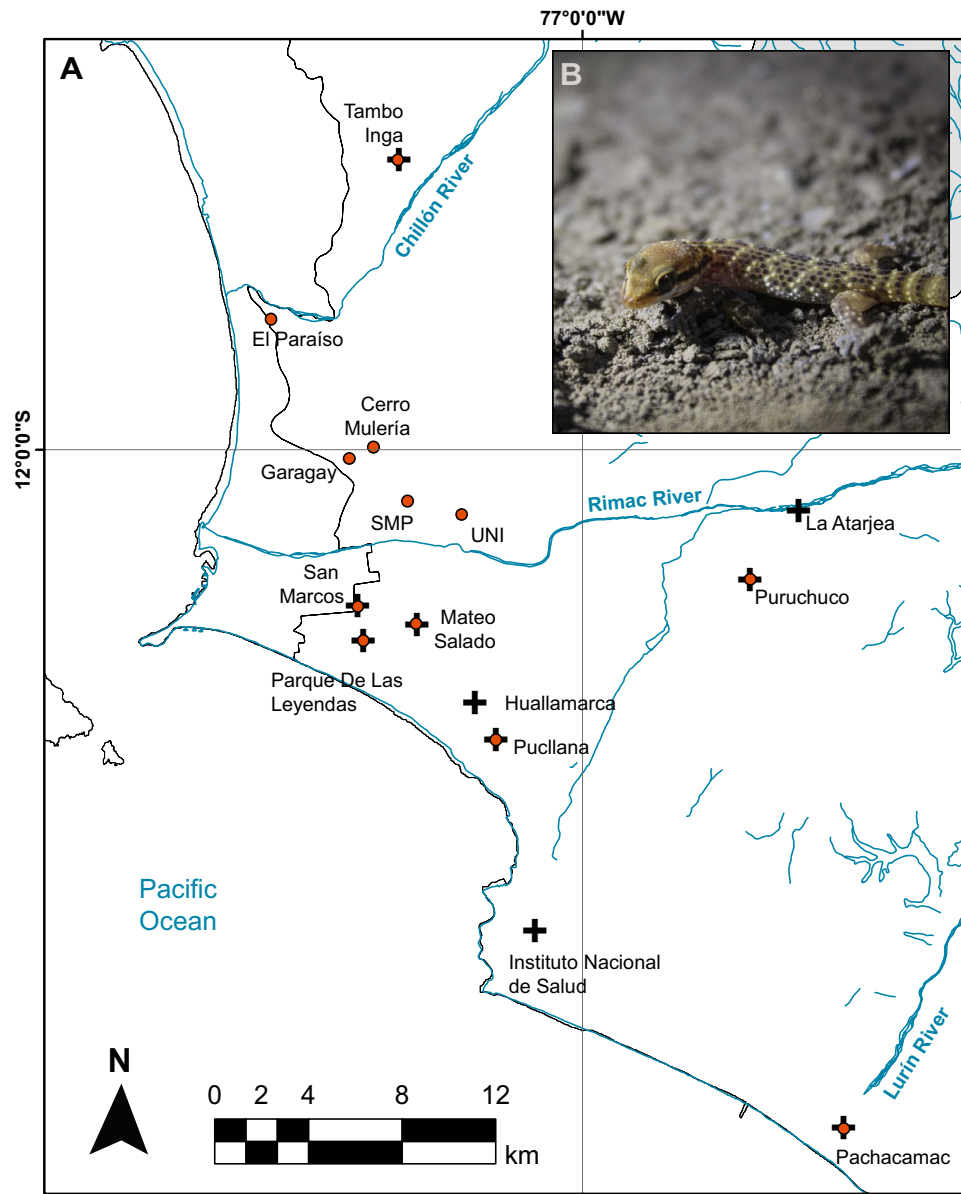 77°0'0"W
A
B
Tambo
Inga
Chillón River
El Paraíso
Cerro
Mulería
12°0'0"S
Garagay
SMP
UNI
Rimac River
La Atarjea
San
Marcos
Puruchuco
Mateo
Salado
Parque De Las
Leyendas
Huallamarca
Pucllana
Pacific
Ocean
Instituto Nacional
de Salud
Lurín River
N
0 2 4 8 12
km
Pachacamac